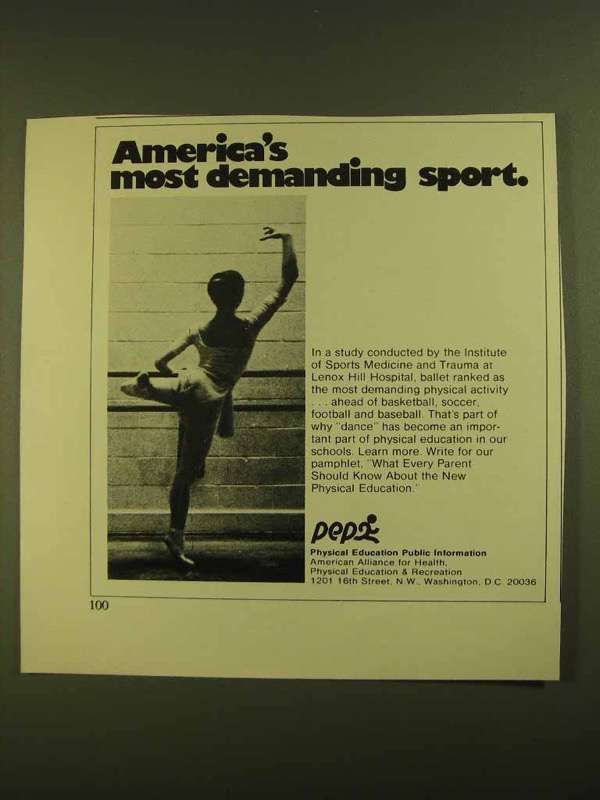 America's
most demanding sport.
In a study conducted by the Institute
of Sports Medicine and Trauma at
Lenox Hill Hospital, ballet ranked as
the most demanding physical activity
. . . ahead of basketball, soccer,
football and baseball. That's part of
why "dance" has become an impor-
tant part of physical education in our
schools. Learn more. Write for our
pamphlet, "What Every Parent
Should Know About the New
Physical Education."
pepi
Physical Education Public Information
American Alliance for Health,
Physical Education & Recreation
1201 16th Street, N.W., Washington, D.C. 20036
100